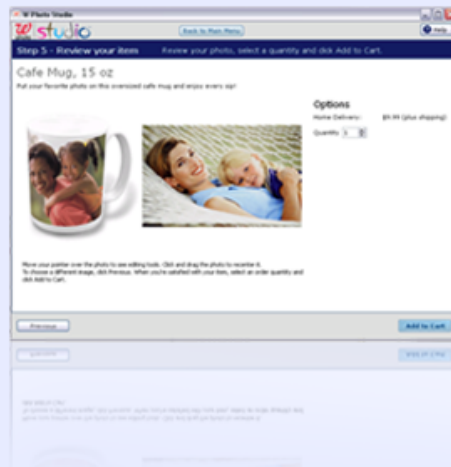 W Photo Studio
W studio
Back to Main Menu
Help
Step 5 - Review your item
Review your photo, select a quantity and click Add to Cart.
Cafe Mug, 15 oz
Put your favorite photo on this oversized cafe mug and enjoy every sip!
Options
Home Delivery:
$9.99 (plus shipping)
Quantity 1
Move your pointer over the photo to see editing tools. Click and drag the photo to recenter it.
To choose a different image, click Previous. When you're satisfied with your item, select an order quantity and
click Add to Cart.
Previous
Add to Cart